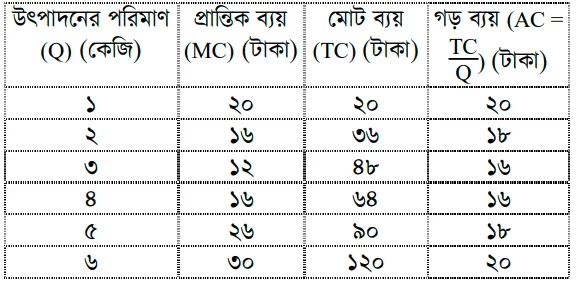 উৎপাদনের পরিমাণ (Q) (কেজি) প্রান্তিক ব্যয় (MC) (টাকা) মোট ব্যয় (TC) (টাকা) গড় ব্যয় (AC = TC/Q) (টাকা)
১ ২০ ২০ ২০
২ ১৬ ৩৬ ১৮
৩ ১২ ৪৮ ১৬
৪ ১৬ ৬৪ ১৬
৫ ২৬ ৯০ ১৮
৬ ৩০ ১২০ ২০